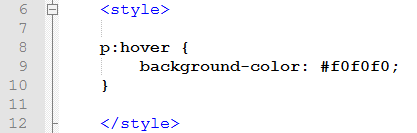 6 <style>
7
8 p:hover {
9 background-color: #f0f0f0;
10 }
11
12 </style>